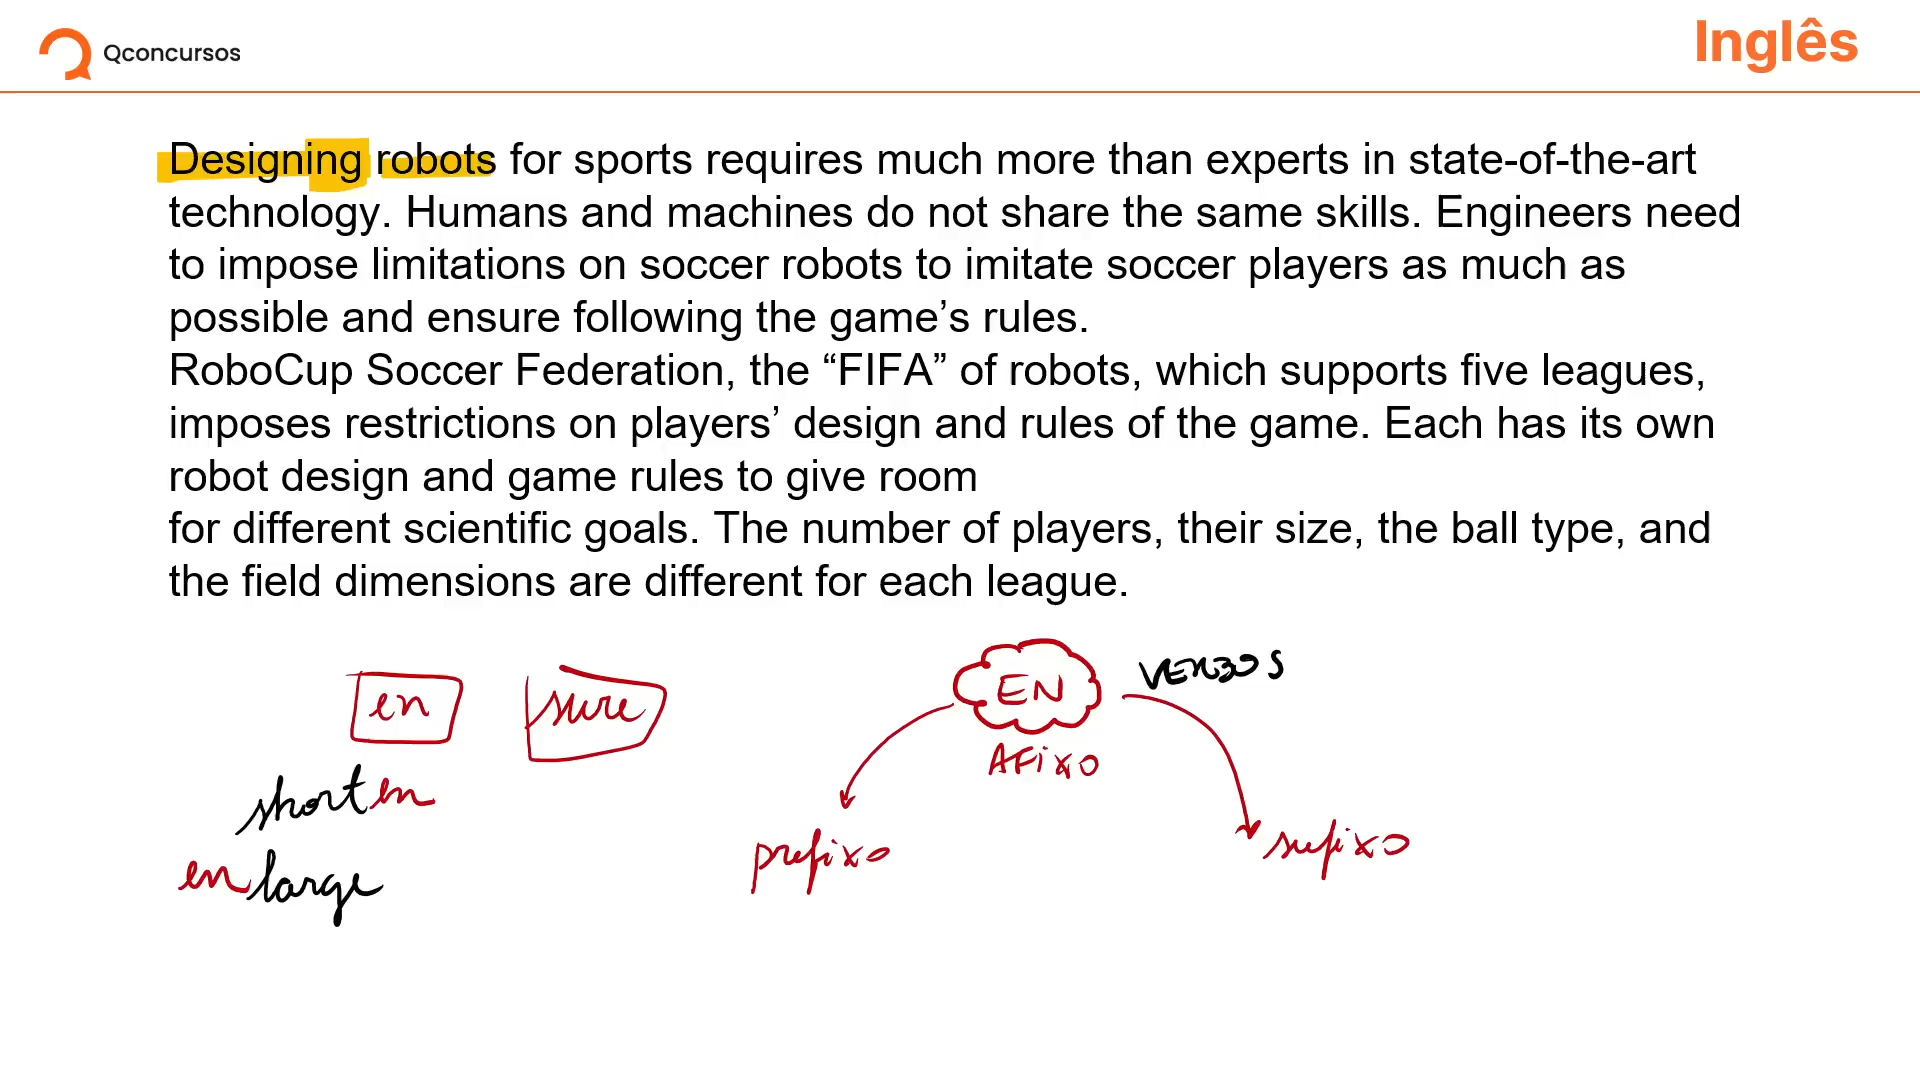 Qconcursos
Inglês
Designing robots for sports requires much more than experts in state-of-the-art
technology. Humans and machines do not share the same skills. Engineers need
to impose limitations on soccer robots to imitate soccer players as much as
possible and ensure following the game’s rules.
RoboCup Soccer Federation, the “FIFA” of robots, which supports five leagues,
imposes restrictions on players’ design and rules of the game. Each has its own
robot design and game rules to give room
for different scientific goals. The number of players, their size, the ball type, and
the field dimensions are different for each league.
en sure
shorten
enlarge
EN VERBOS
AFixO
prefixo sufixo